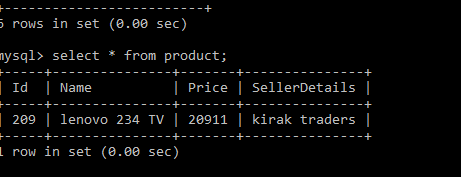 +-------------------------+
6 rows in set (0.00 sec)
mysql> select * from product;
+-----+---------------+-------+---------------+
| Id | Name | Price | SellerDetails |
+-----+---------------+-------+---------------+
| 209 | lenovo 234 TV | 20911 | kirak traders |
+-----+---------------+-------+---------------+
1 row in set (0.00 sec)